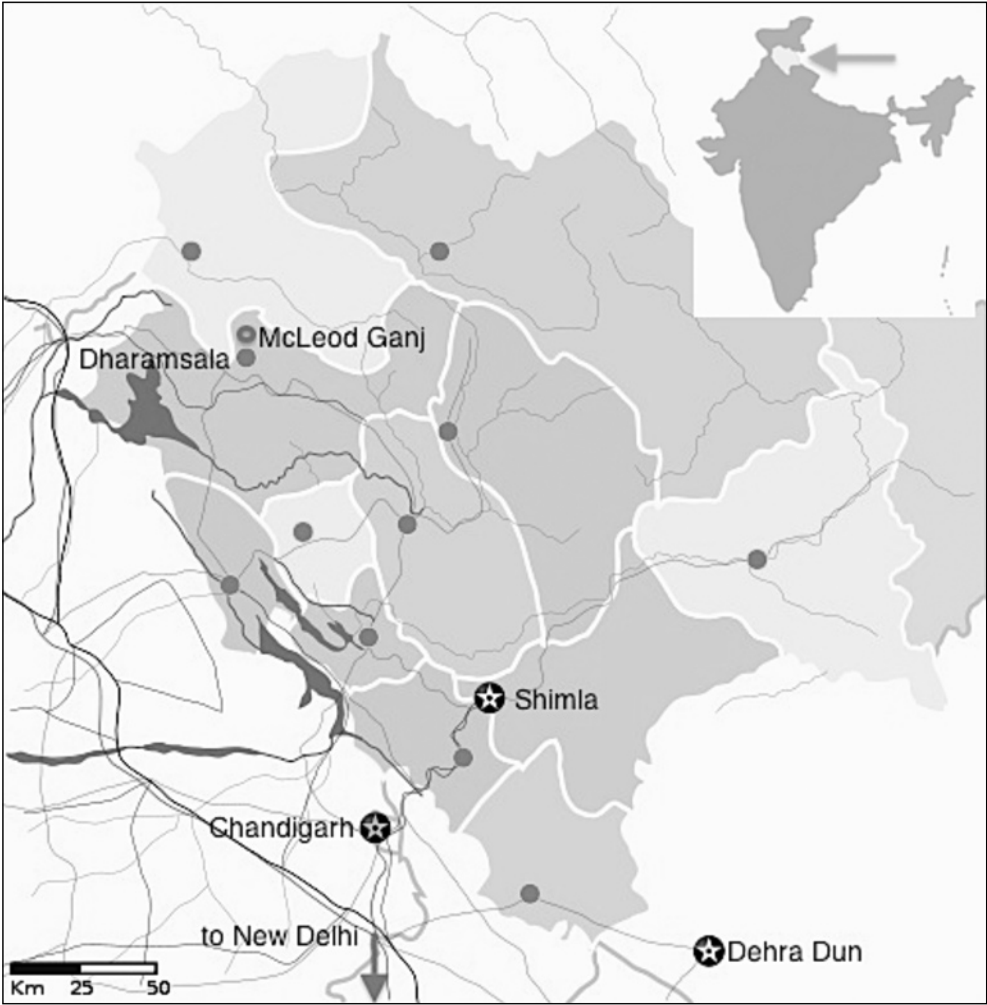 McLeod Ganj
Dharamsala
Shimla
Chandigarh
to New Delhi
Dehra Dun
Km 25 50